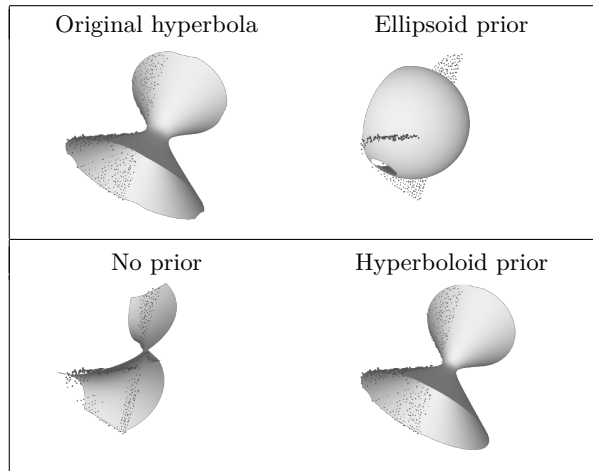 Original hyperbola
Ellipsoid prior
No prior
Hyperboloid prior